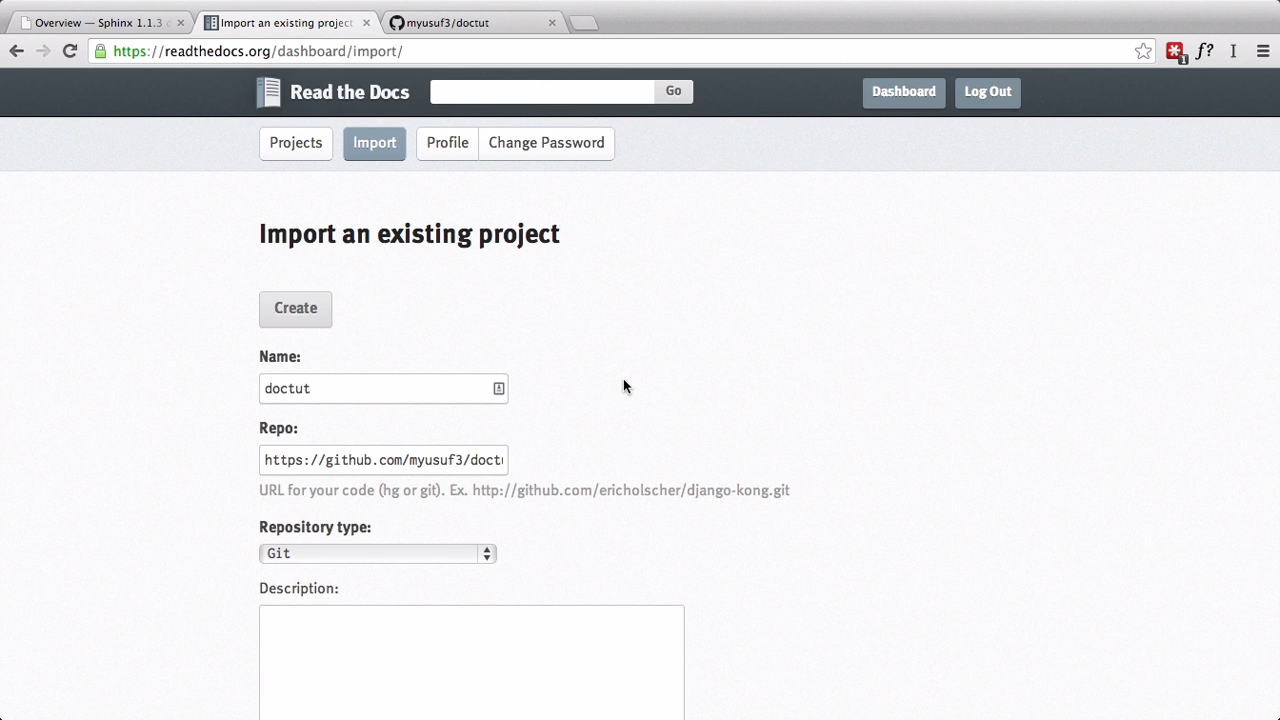 Overview — Sphinx 1.1.3
Import an existing project
myusuf3/doctut
https://readthedocs.org/dashboard/import/
1
f?
Read the Docs
Go
Dashboard
Log Out
Projects
Import
Profile
Change Password
Import an existing project
Create
Name:
doctut
Repo:
https://github.com/myusuf3/doctu
URL for your code (hg or git). Ex. http://github.com/ericholscher/django-kong.git
Repository type:
Git
Description: